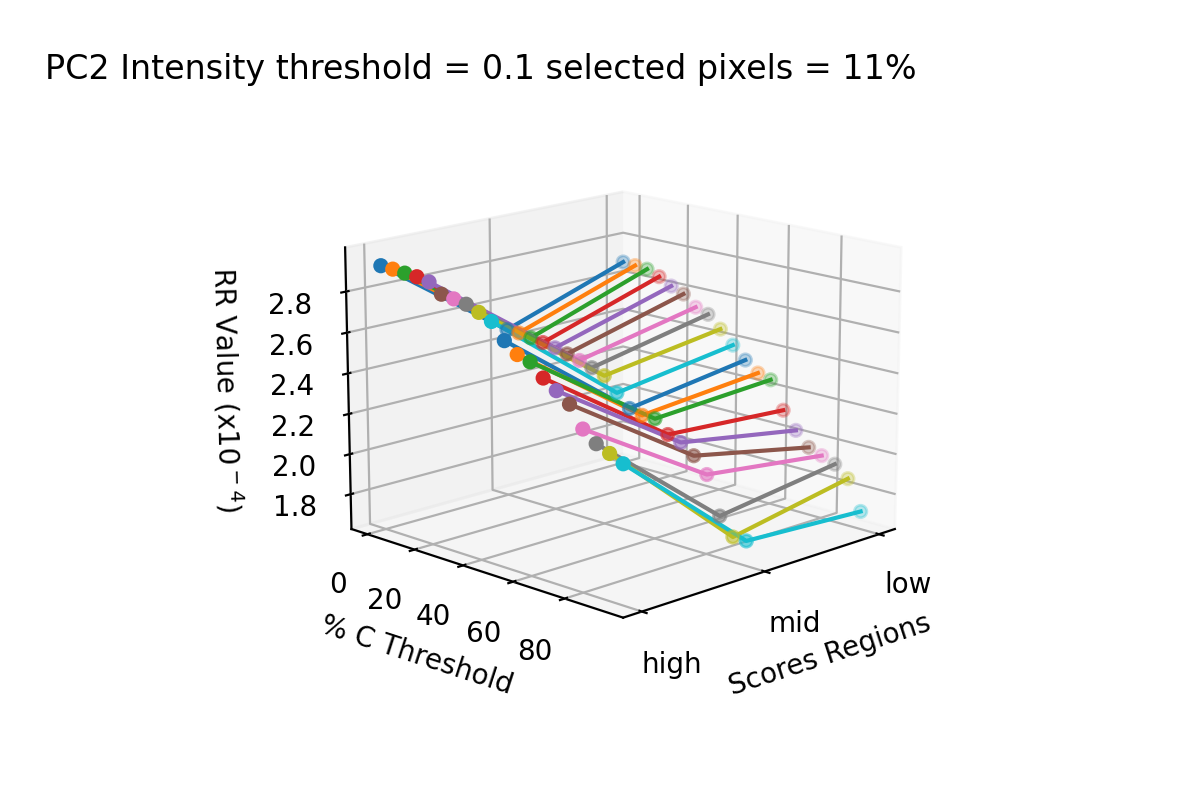 PC2 Intensity threshold = 0.1 selected pixels = 11%
RR Value (x10⁻⁴)
2.8
2.6
2.4
2.2
2.0
1.8
0
20
40
60
80
% C Threshold
high
mid
low
Scores Regions